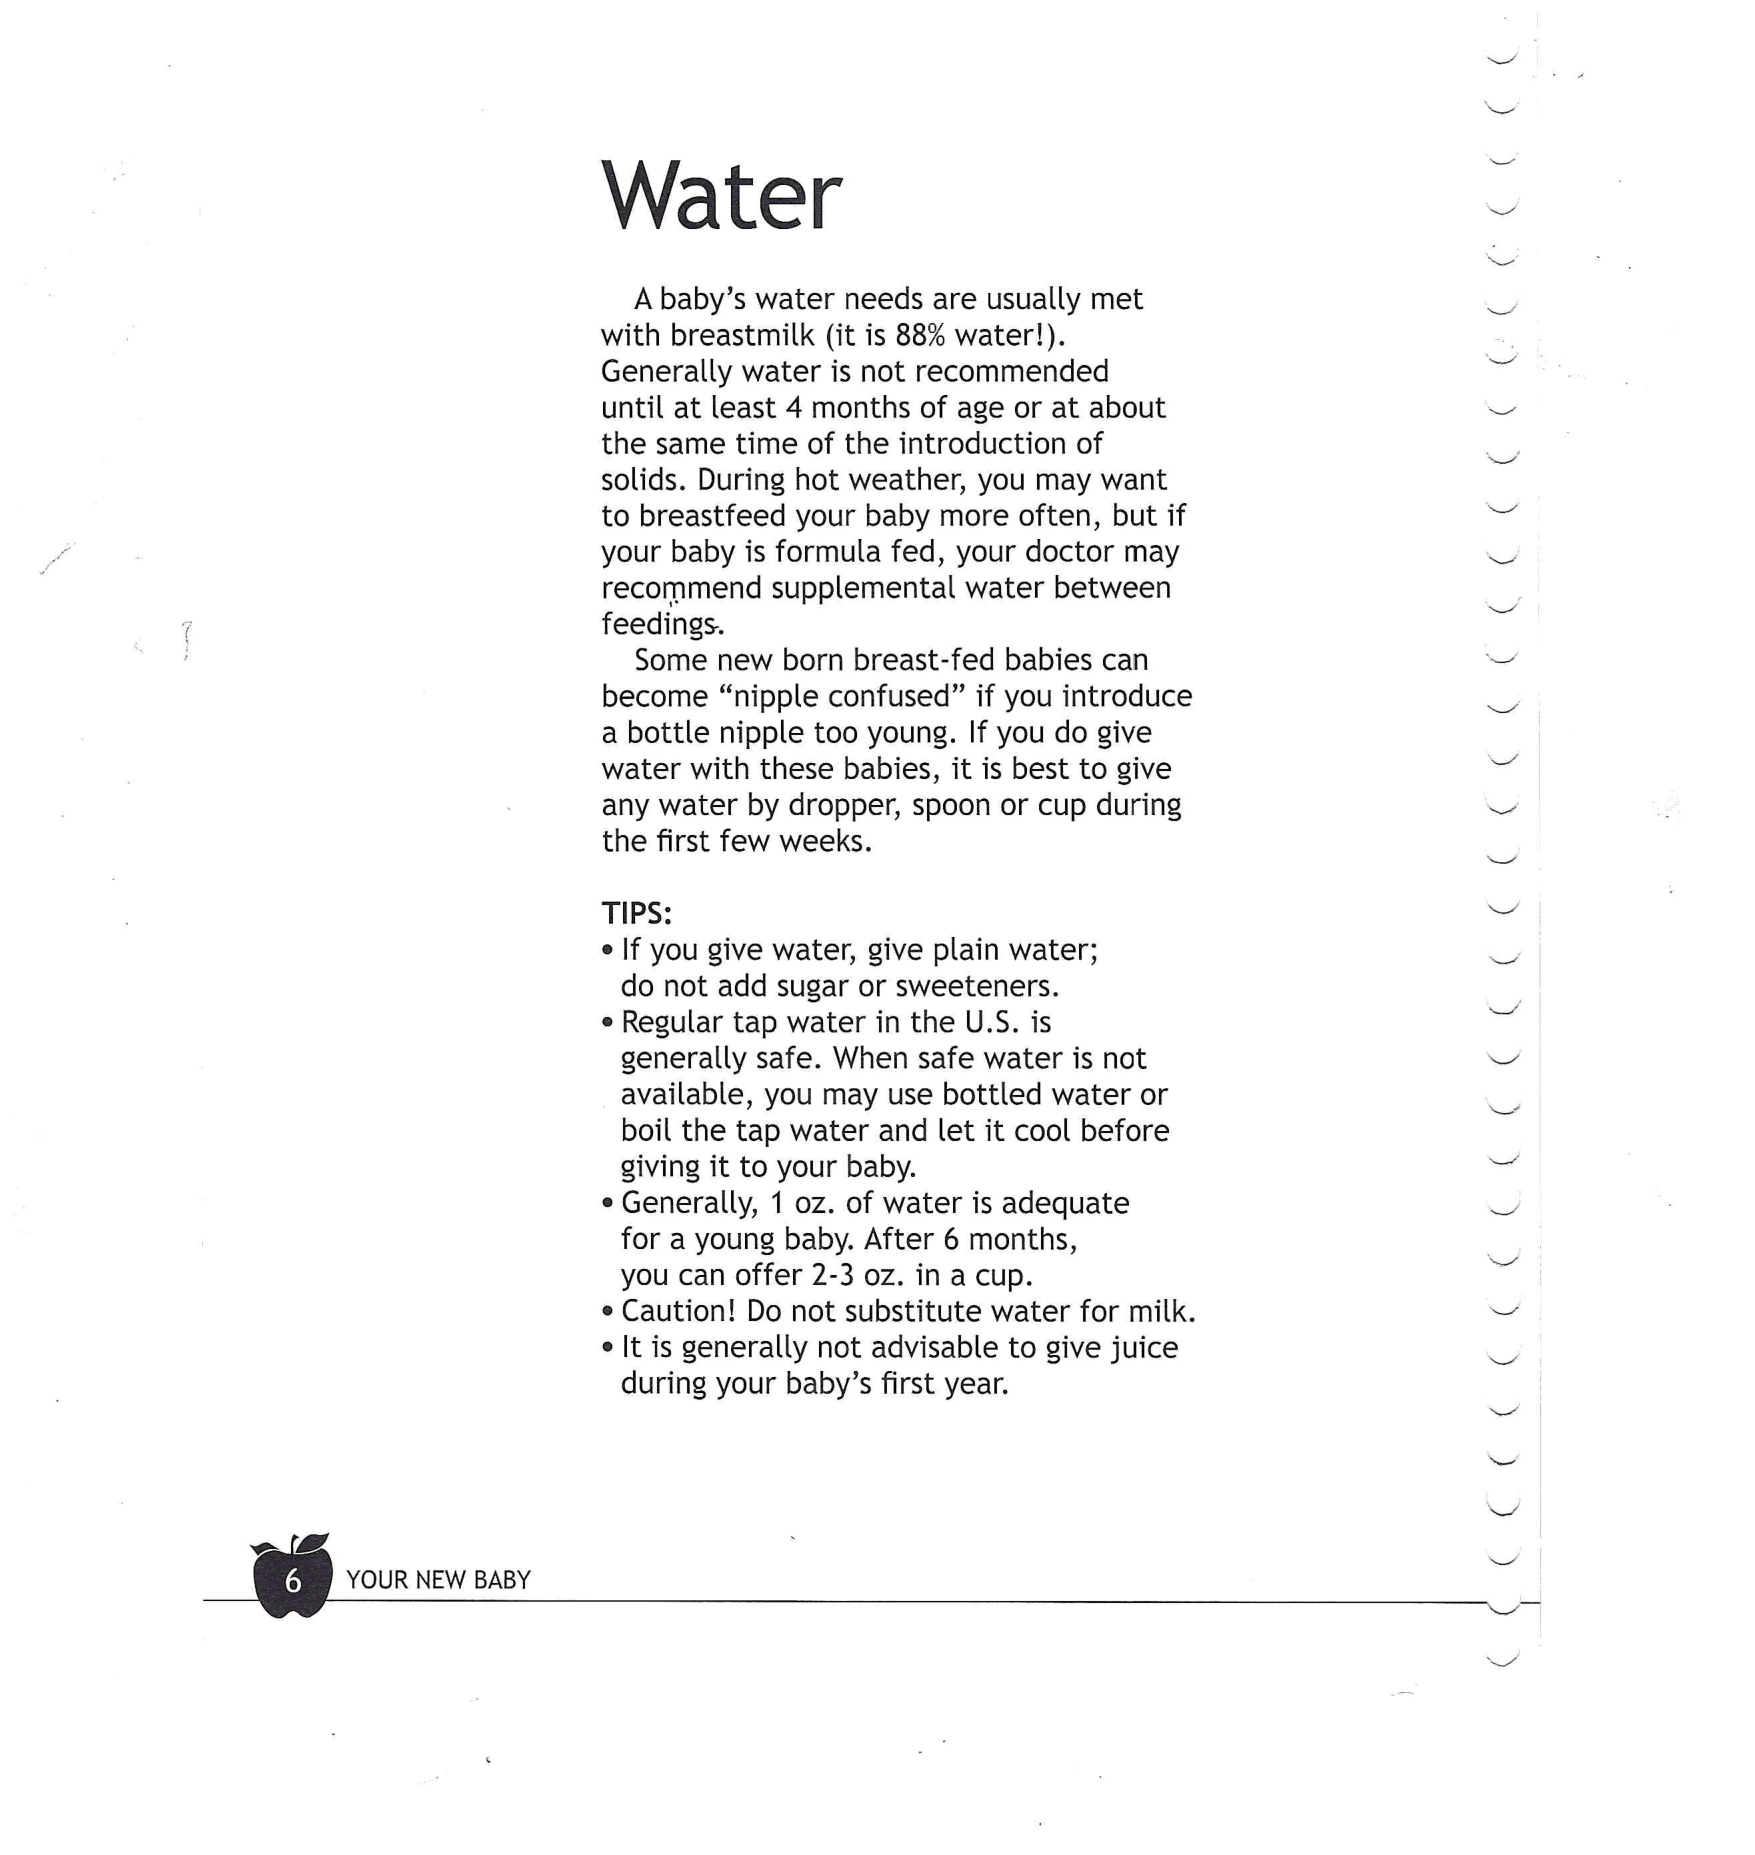 Water
A baby’s water needs are usually met
with breastmilk (it is 88% water!).
Generally water is not recommended
until at least 4 months of age or at about
the same time of the introduction of
solids. During hot weather, you may want
to breastfeed your baby more often, but if
your baby is formula fed, your doctor may
recommend supplemental water between
feedings.
Some new born breast-fed babies can
become “nipple confused” if you introduce
a bottle nipple too young. If you do give
water with these babies, it is best to give
any water by dropper, spoon or cup during
the first few weeks.
TIPS:
• If you give water, give plain water;
do not add sugar or sweeteners.
• Regular tap water in the U.S. is
generally safe. When safe water is not
available, you may use bottled water or
boil the tap water and let it cool before
giving it to your baby.
• Generally, 1 oz. of water is adequate
for a young baby. After 6 months,
you can offer 2-3 oz. in a cup.
• Caution! Do not substitute water for milk.
• It is generally not advisable to give juice
during your baby’s first year.
6 YOUR NEW BABY